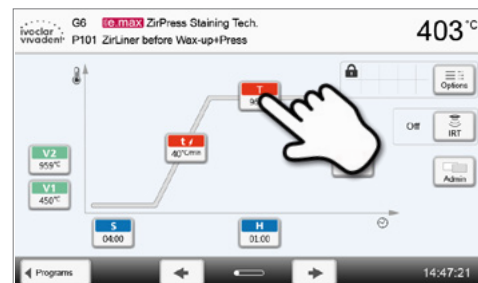 ivoclar vivadent G6 IPS e.max ZirPress Staining Tech. 403°C
P101 ZirLiner before Wax-up+Press
T
Options
t↗
40°C/min
Off IRT
V2
959°C
V1
450°C
Admin
S
04:00
H
01:00
Programs
14:47:21